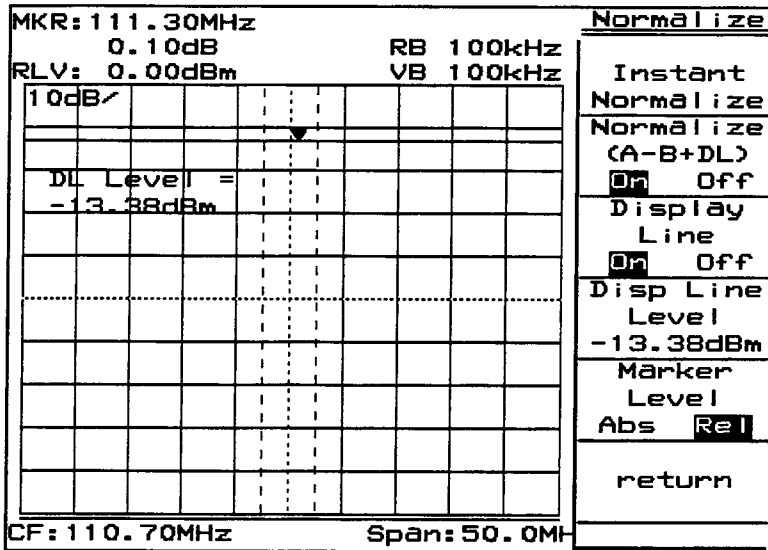 MKR:111.30MHz
0.10dB
RB 100kHz
RLV: 0.00dBm
VB 100kHz
10dB/
DL Level =
-13.38dBm
CF:110.70MHz
Span:50.0MH
Normalize
Instant
Normalize
Normalize
(A-B+DL)
On Off
Display
Line
On Off
Disp Line
Level
-13.38dBm
Marker
Level
Abs Rel
return